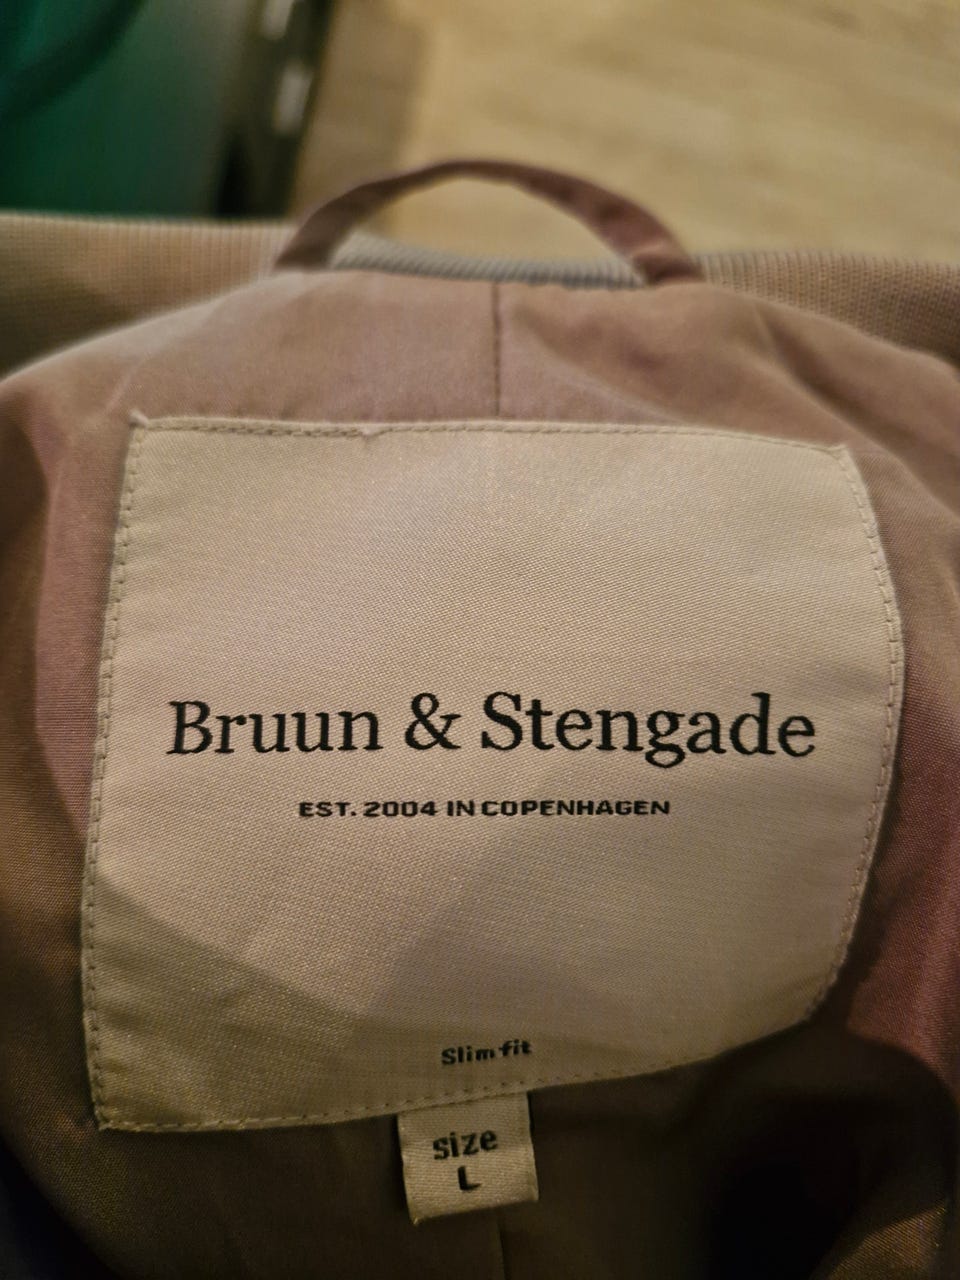 Bruun & Stengade
EST. 2004 IN COPENHAGEN
Slim fit
size
L